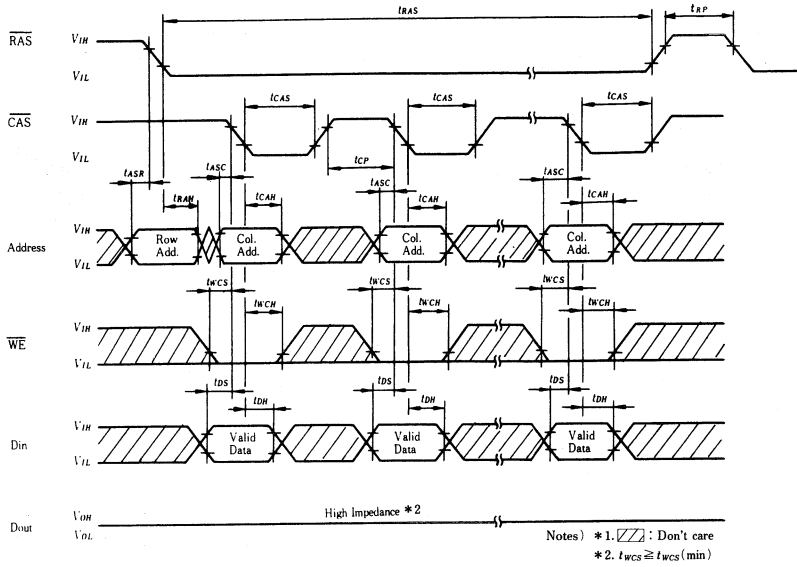 tRAS
tRP
RAS
VIH
VIL
tCAS
tCAS
tCAS
CAS
VIH
VIL
tASR
tASC
tCP
tASC
tASC
tRAH
tCAH
tCAH
tCAH
Address
VIH
VIL
Row Add.
Col. Add.
Col. Add.
Col. Add.
tWCS
tWCS
tWCS
tWCH
tWCH
tWCH
WE
VIH
VIL
tDS
tDS
tDS
tDH
tDH
tDH
Din
VIH
VIL
Valid Data
Valid Data
Valid Data
Dout
VOH
VOL
High Impedance *2
Notes) *1. : Don't care
*2. tWCS≧tWCS(min)